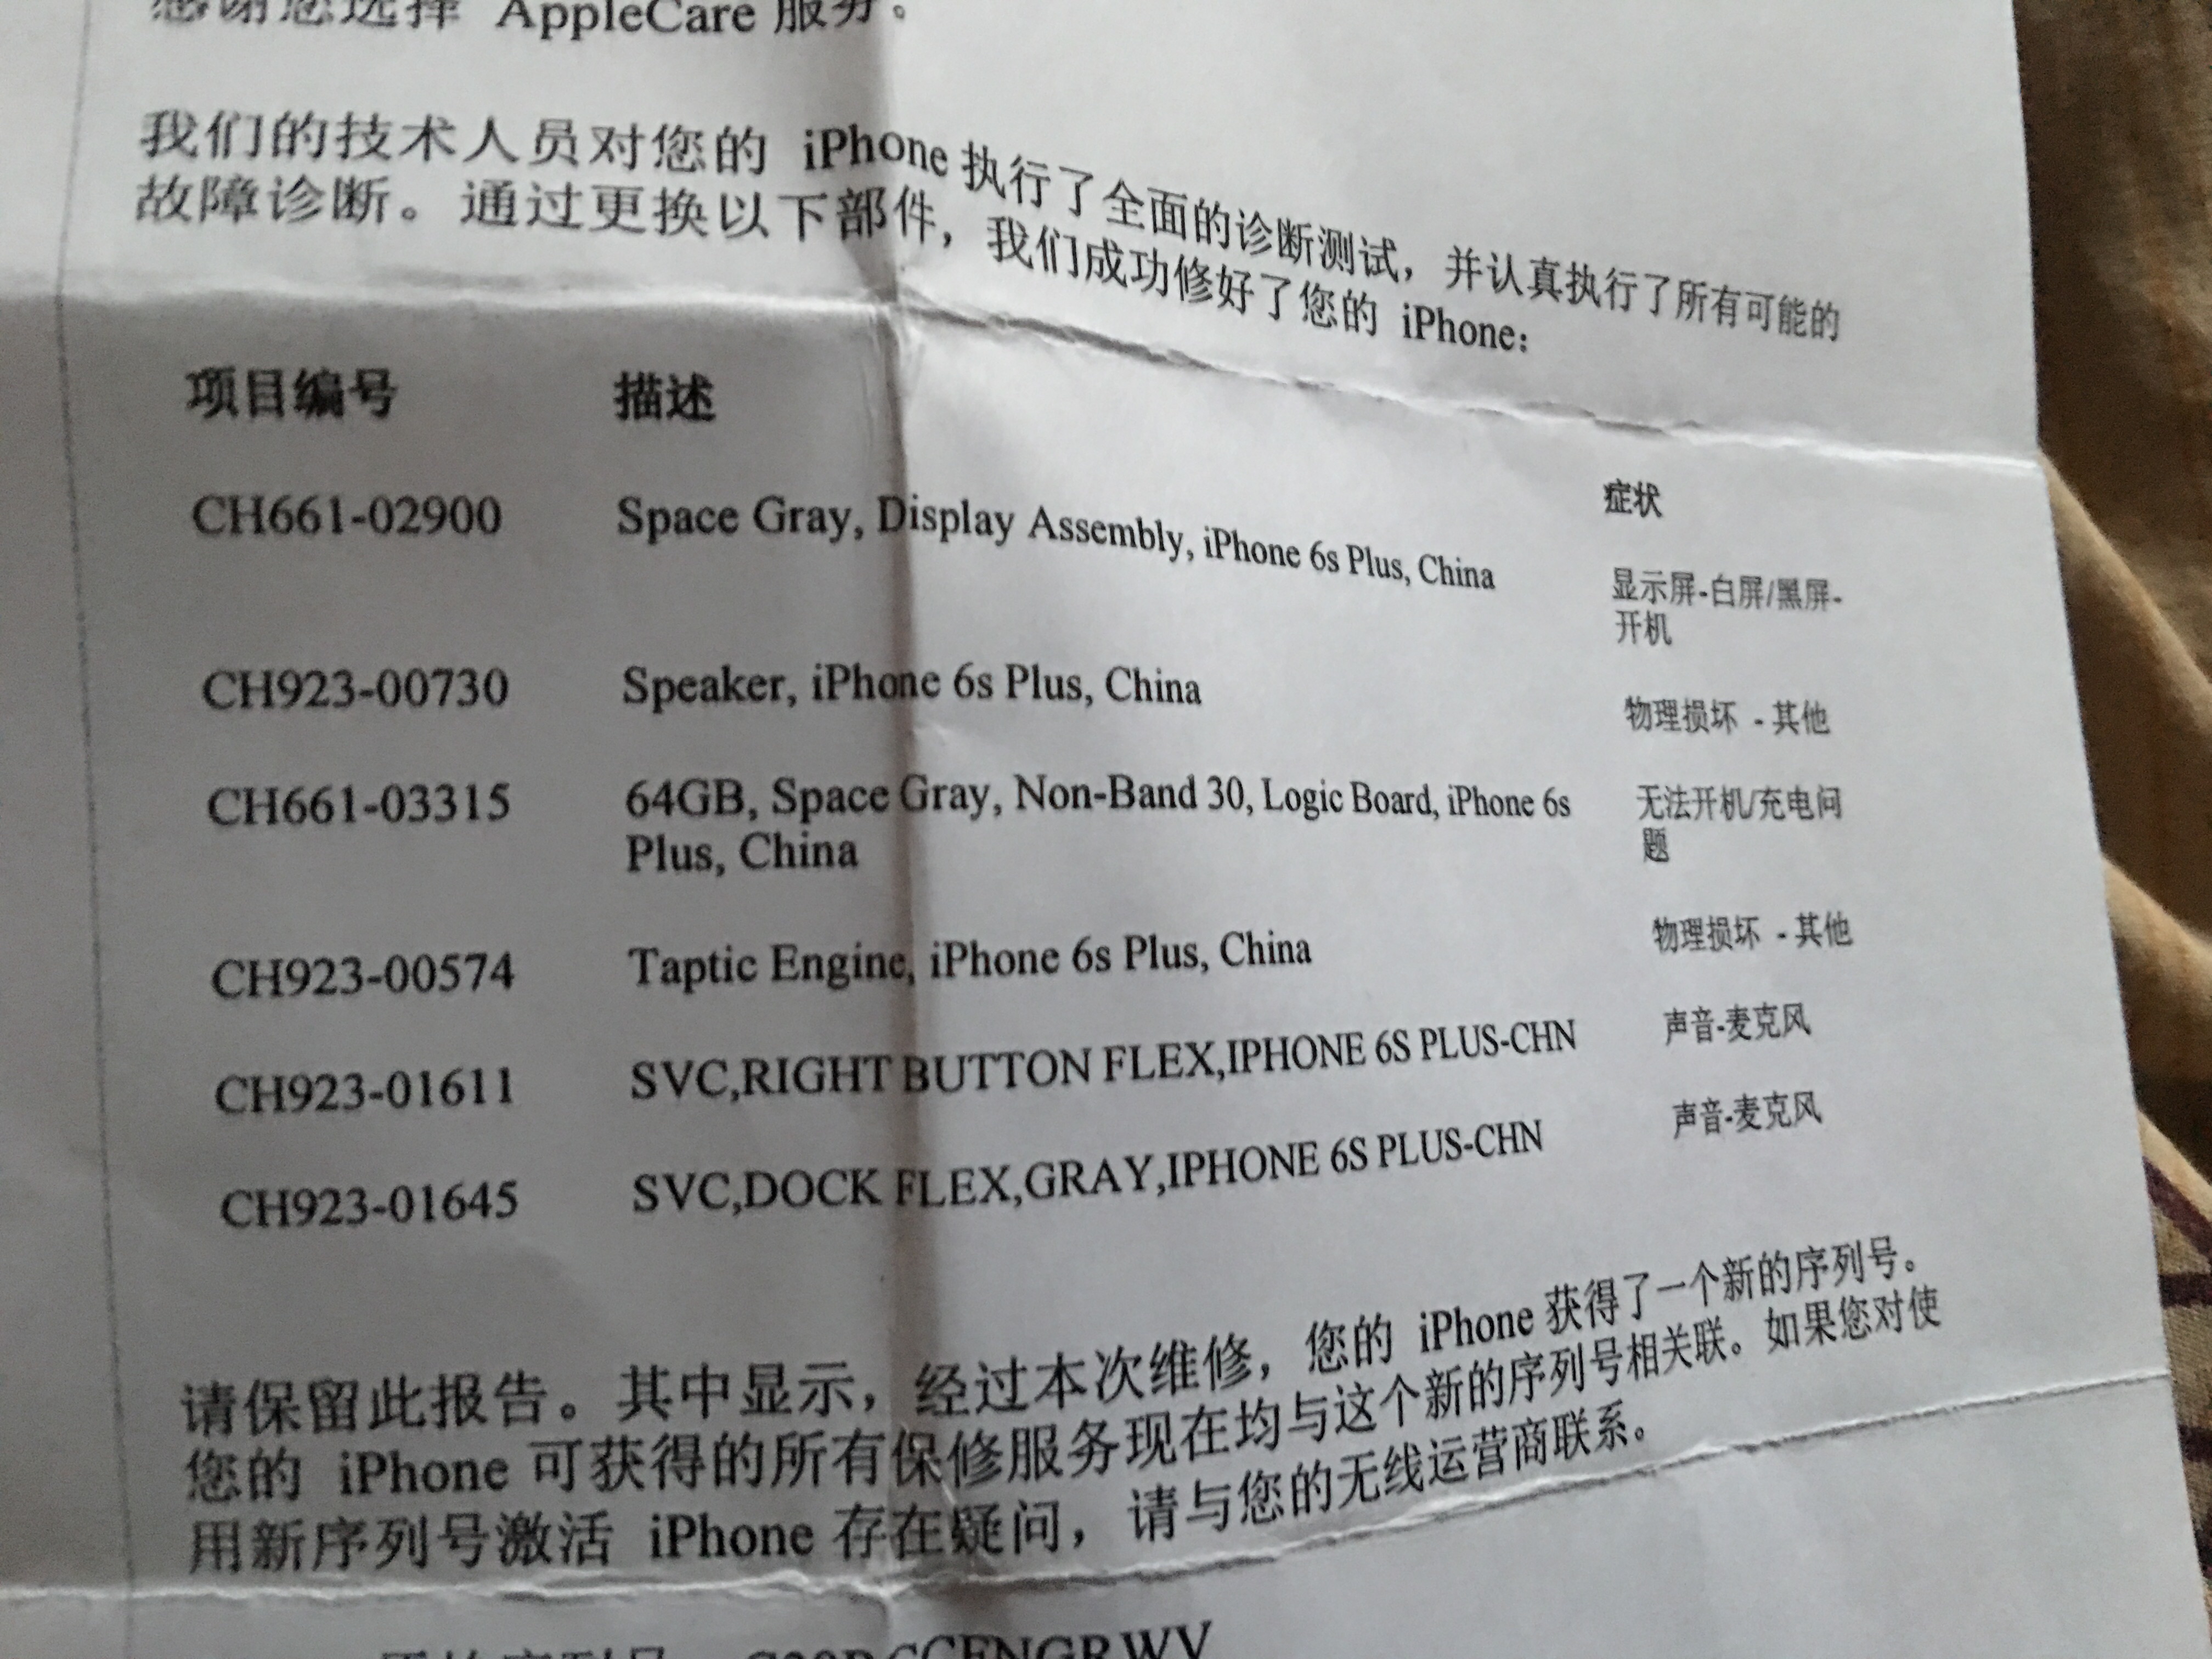 感谢您选择 AppleCare 服务。
我们的技术人员对您的 iPhone 执行了全面的诊断测试，并认真执行了所有可能的
故障诊断。通过更换以下部件，我们成功修好了您的 iPhone：
项目编号 描述 症状
CH661-02900 Space Gray, Display Assembly, iPhone 6s Plus, China 显示屏-白屏/黑屏-
开机
CH923-00730 Speaker, iPhone 6s Plus, China 物理损坏 - 其他
CH661-03315 64GB, Space Gray, Non-Band 30, Logic Board, iPhone 6s 无法开机/充电问
Plus, China 题
CH923-00574 Taptic Engine, iPhone 6s Plus, China 物理损坏 - 其他
CH923-01611 SVC,RIGHT BUTTON FLEX,IPHONE 6S PLUS-CHN 声音-麦克风
CH923-01645 SVC,DOCK FLEX,GRAY,IPHONE 6S PLUS-CHN 声音-麦克风
请保留此报告。其中显示，经过本次维修，您的 iPhone 获得了一个新的序列号。
您的 iPhone 可获得的所有保修服务现在均与这个新的序列号相关联。如果您对使
用新序列号激活 iPhone 存在疑问，请与您的无线运营商联系。